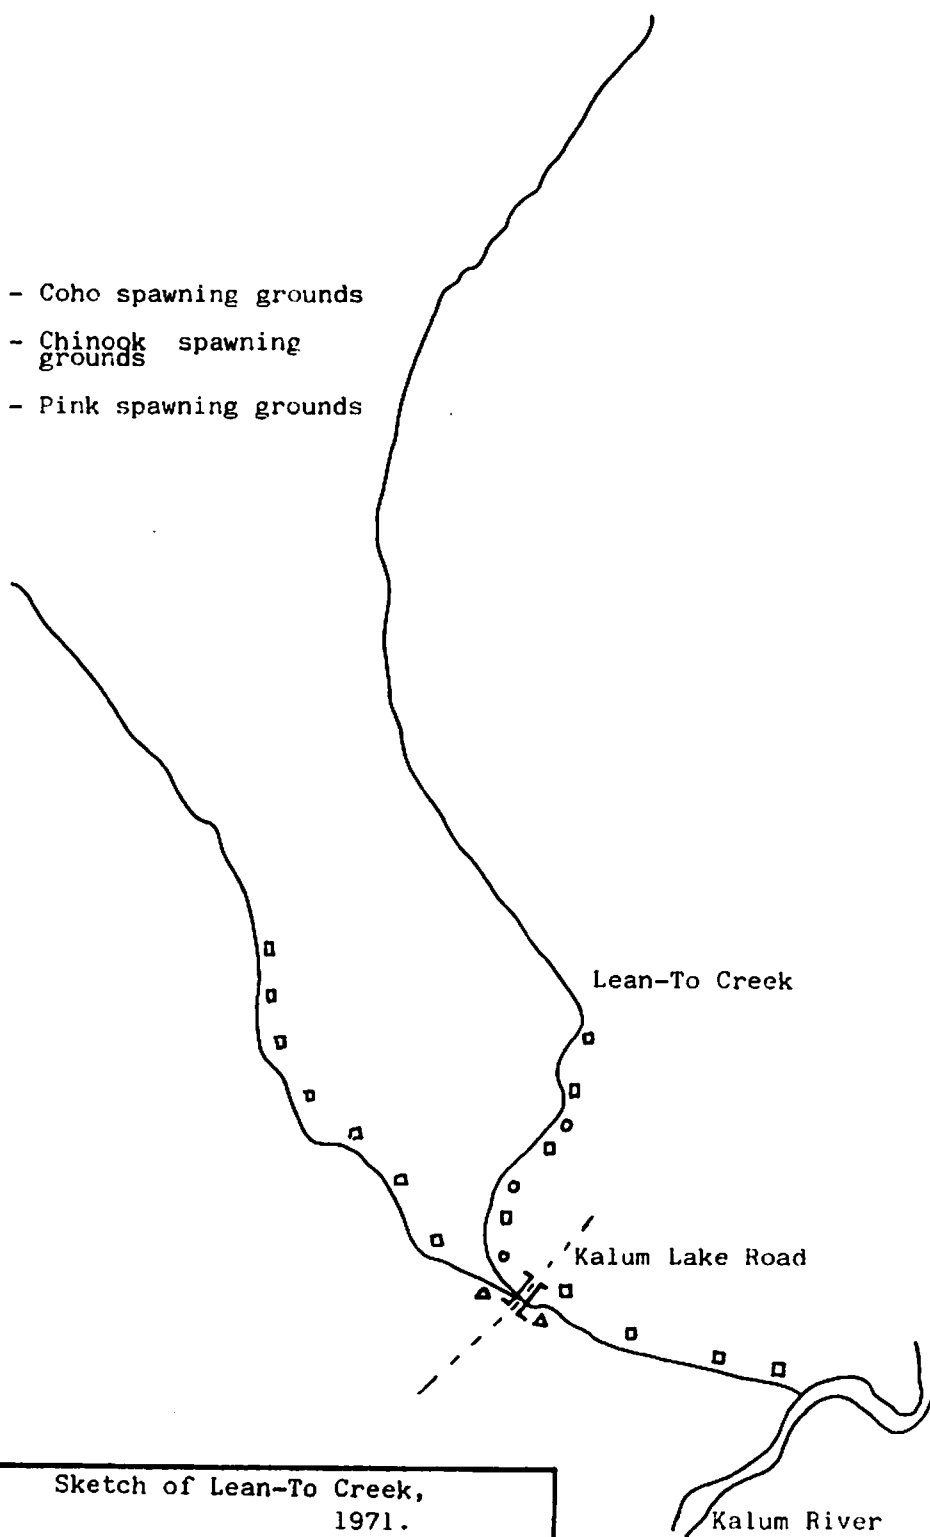 - Coho spawning grounds
- Chinook spawning
grounds
- Pink spawning grounds
Lean-To Creek
Kalum Lake Road
Sketch of Lean-To Creek,
1971.
Kalum River